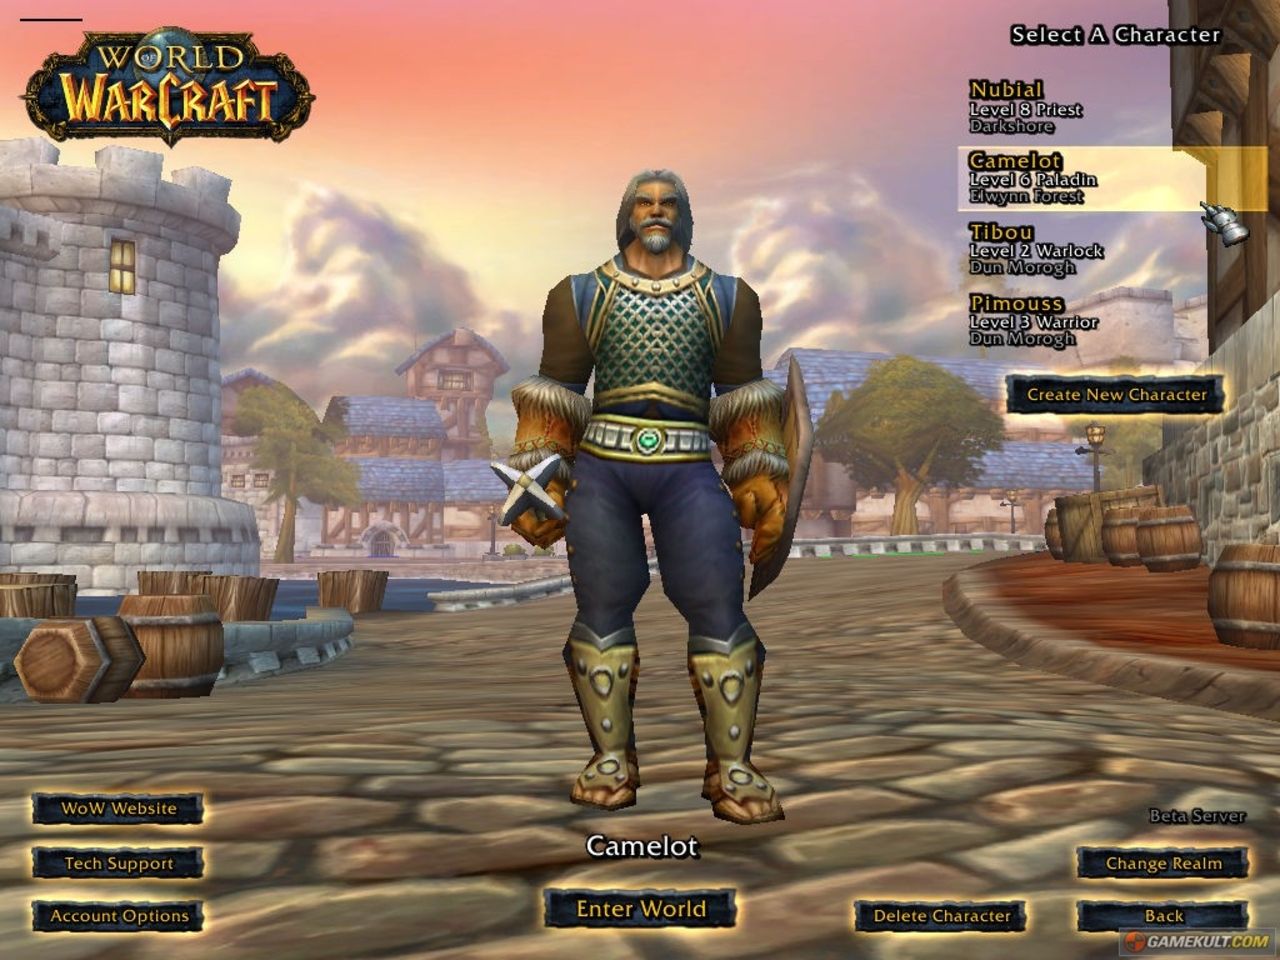 WORLD
OF
WARCRAFT
Select A Character
Nubial
Level 8 Priest
Darkshore
Camelot
Level 6 Paladin
Elwynn Forest
Tibou
Level 2 Warlock
Dun Morogh
Pimouss
Level 3 Warrior
Dun Morogh
Create New Character
WoW Website
Tech Support
Account Options
Camelot
Enter World
Beta Server
Change Realm
Delete Character
Back
GAMEKULT.COM